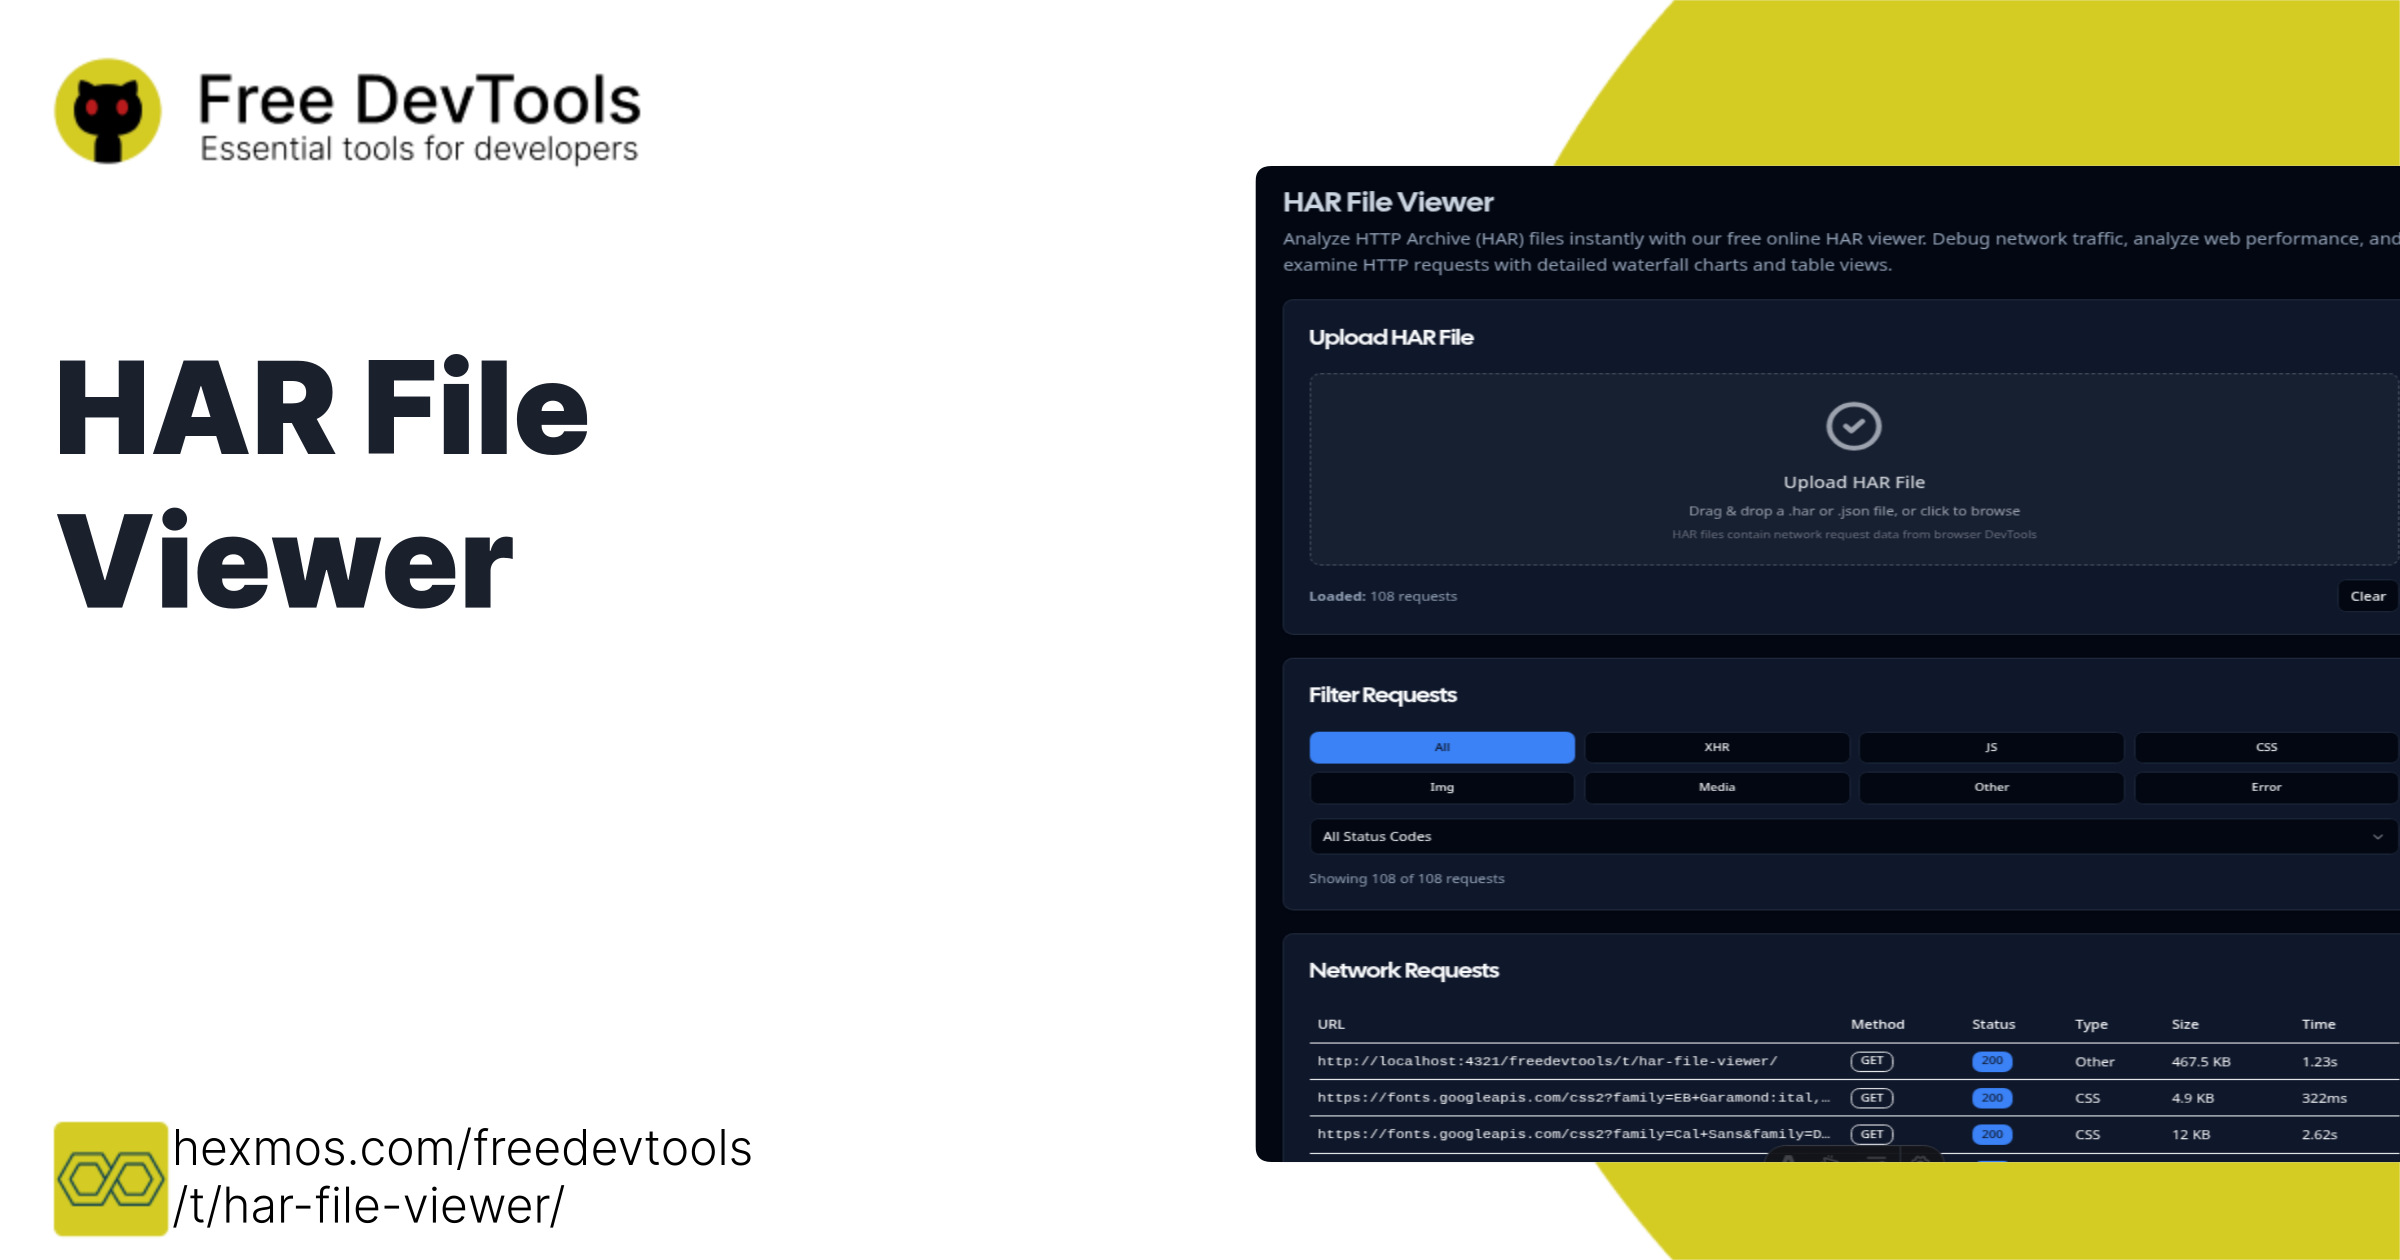 Free DevTools
Essential tools for developers
HAR File
Viewer
hexmos.com/freedevtools
/t/har-file-viewer/
HAR File Viewer
Analyze HTTP Archive (HAR) files instantly with our free online HAR viewer. Debug network traffic, analyze web performance, and
examine HTTP requests with detailed waterfall charts and table views.
Upload HAR File
Upload HAR File
Drag & drop a .har or .json file, or click to browse
HAR files contain network request data from browser DevTools
Loaded: 108 requests
Clear
Filter Requests
All XHR JS CSS
Img Media Other Error
All Status Codes
Showing 108 of 108 requests
Network Requests
URL Method Status Type Size Time
http://localhost:4321/freedevtools/t/har-file-viewer/ GET 200 Other 467.5 KB 1.23s
https://fonts.googleapis.com/css2?family=EB+Garamond:ital,… GET 200 CSS 4.9 KB 322ms
https://fonts.googleapis.com/css2?family=Cal+Sans&family=D… GET 200 CSS 12 KB 2.62s